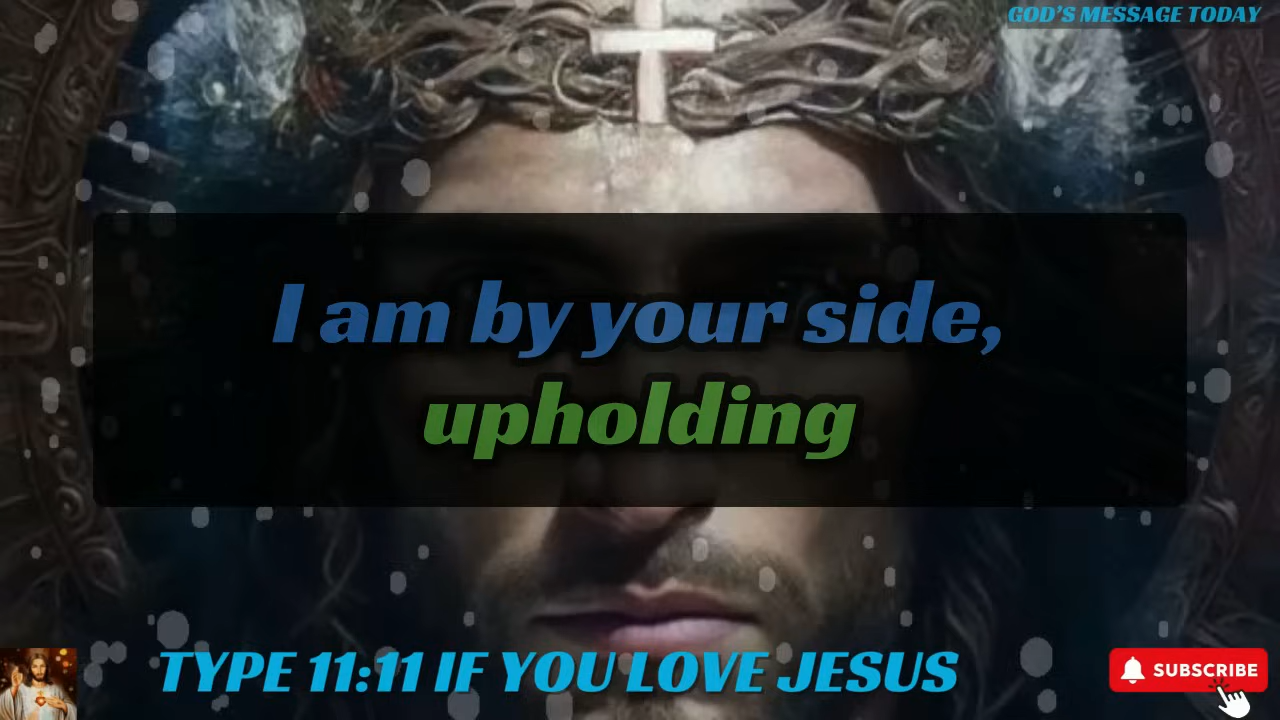 GOD'S MESSAGE TODAY
I am by your side,
upholding
TYPE 11:11 IF YOU LOVE JESUS
SUBSCRIBE